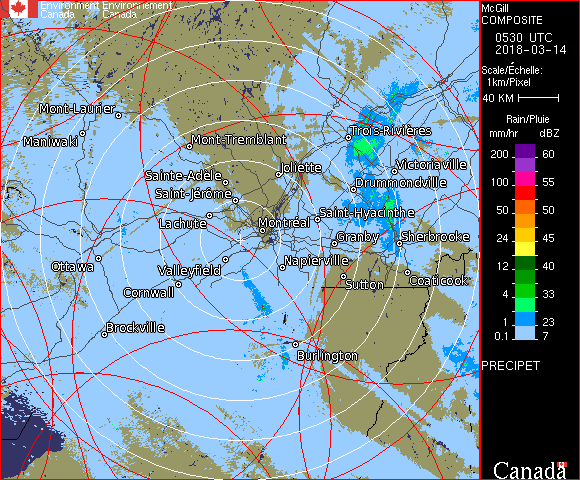 Environment Environnement
Canada Canada
McGill
COMPOSITE
0530 UTC
2018-03-14
Scale/Échelle:
1km/Pixel
40 KM
Rain/Pluie
mm/hr dBZ
200 60
100 55
50 50
24 45
12 40
4 33
1 23
0.1 7
PRECIPET
Canada
Mont-Laurier
Maniwaki
Mont-Tremblant
Trois-Rivières
Joliette
Victoriaville
Sainte-Adèle
Drummondville
Saint-Jérôme
Lachute
Montréal
Saint-Hyacinthe
Granby
Sherbrooke
Ottawa
Valleyfield
Napierville
Cornwall
Sutton
Coaticook
Brockville
Burlington